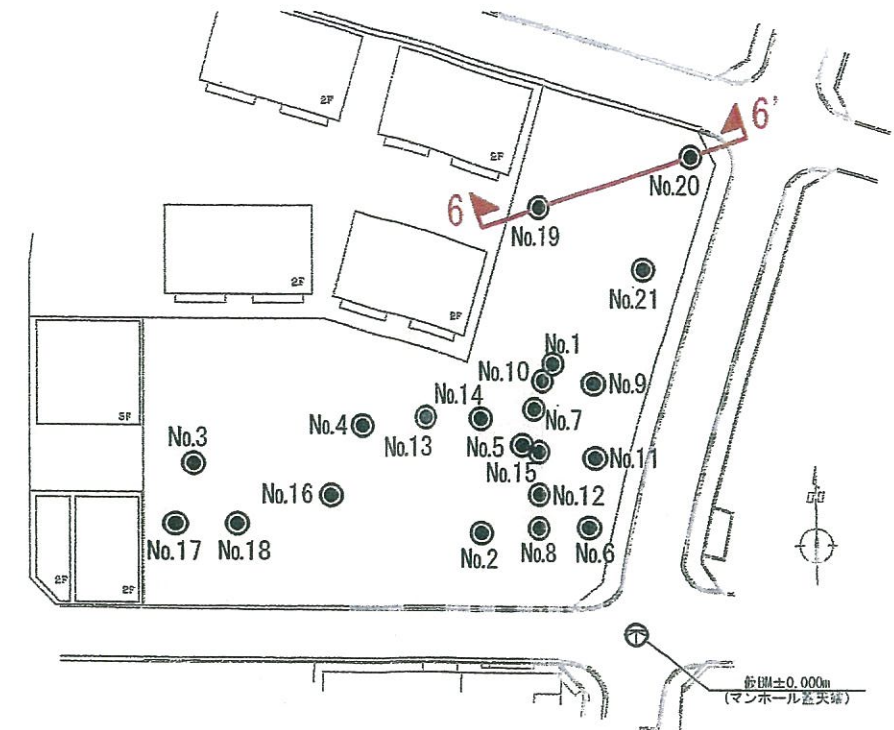 2F
2F
6'
No.20
6
No.19
2F
2F
No.21
No.1
No.10
No.9
No.14
No.7
3F
No.4
No.13
No.5
No.3
No.15
No.11
No.16
No.12
No.17
No.18
No.2
No.8
No.6
2F
2F
仮BM±0.000m
(マンホール蓋天端)